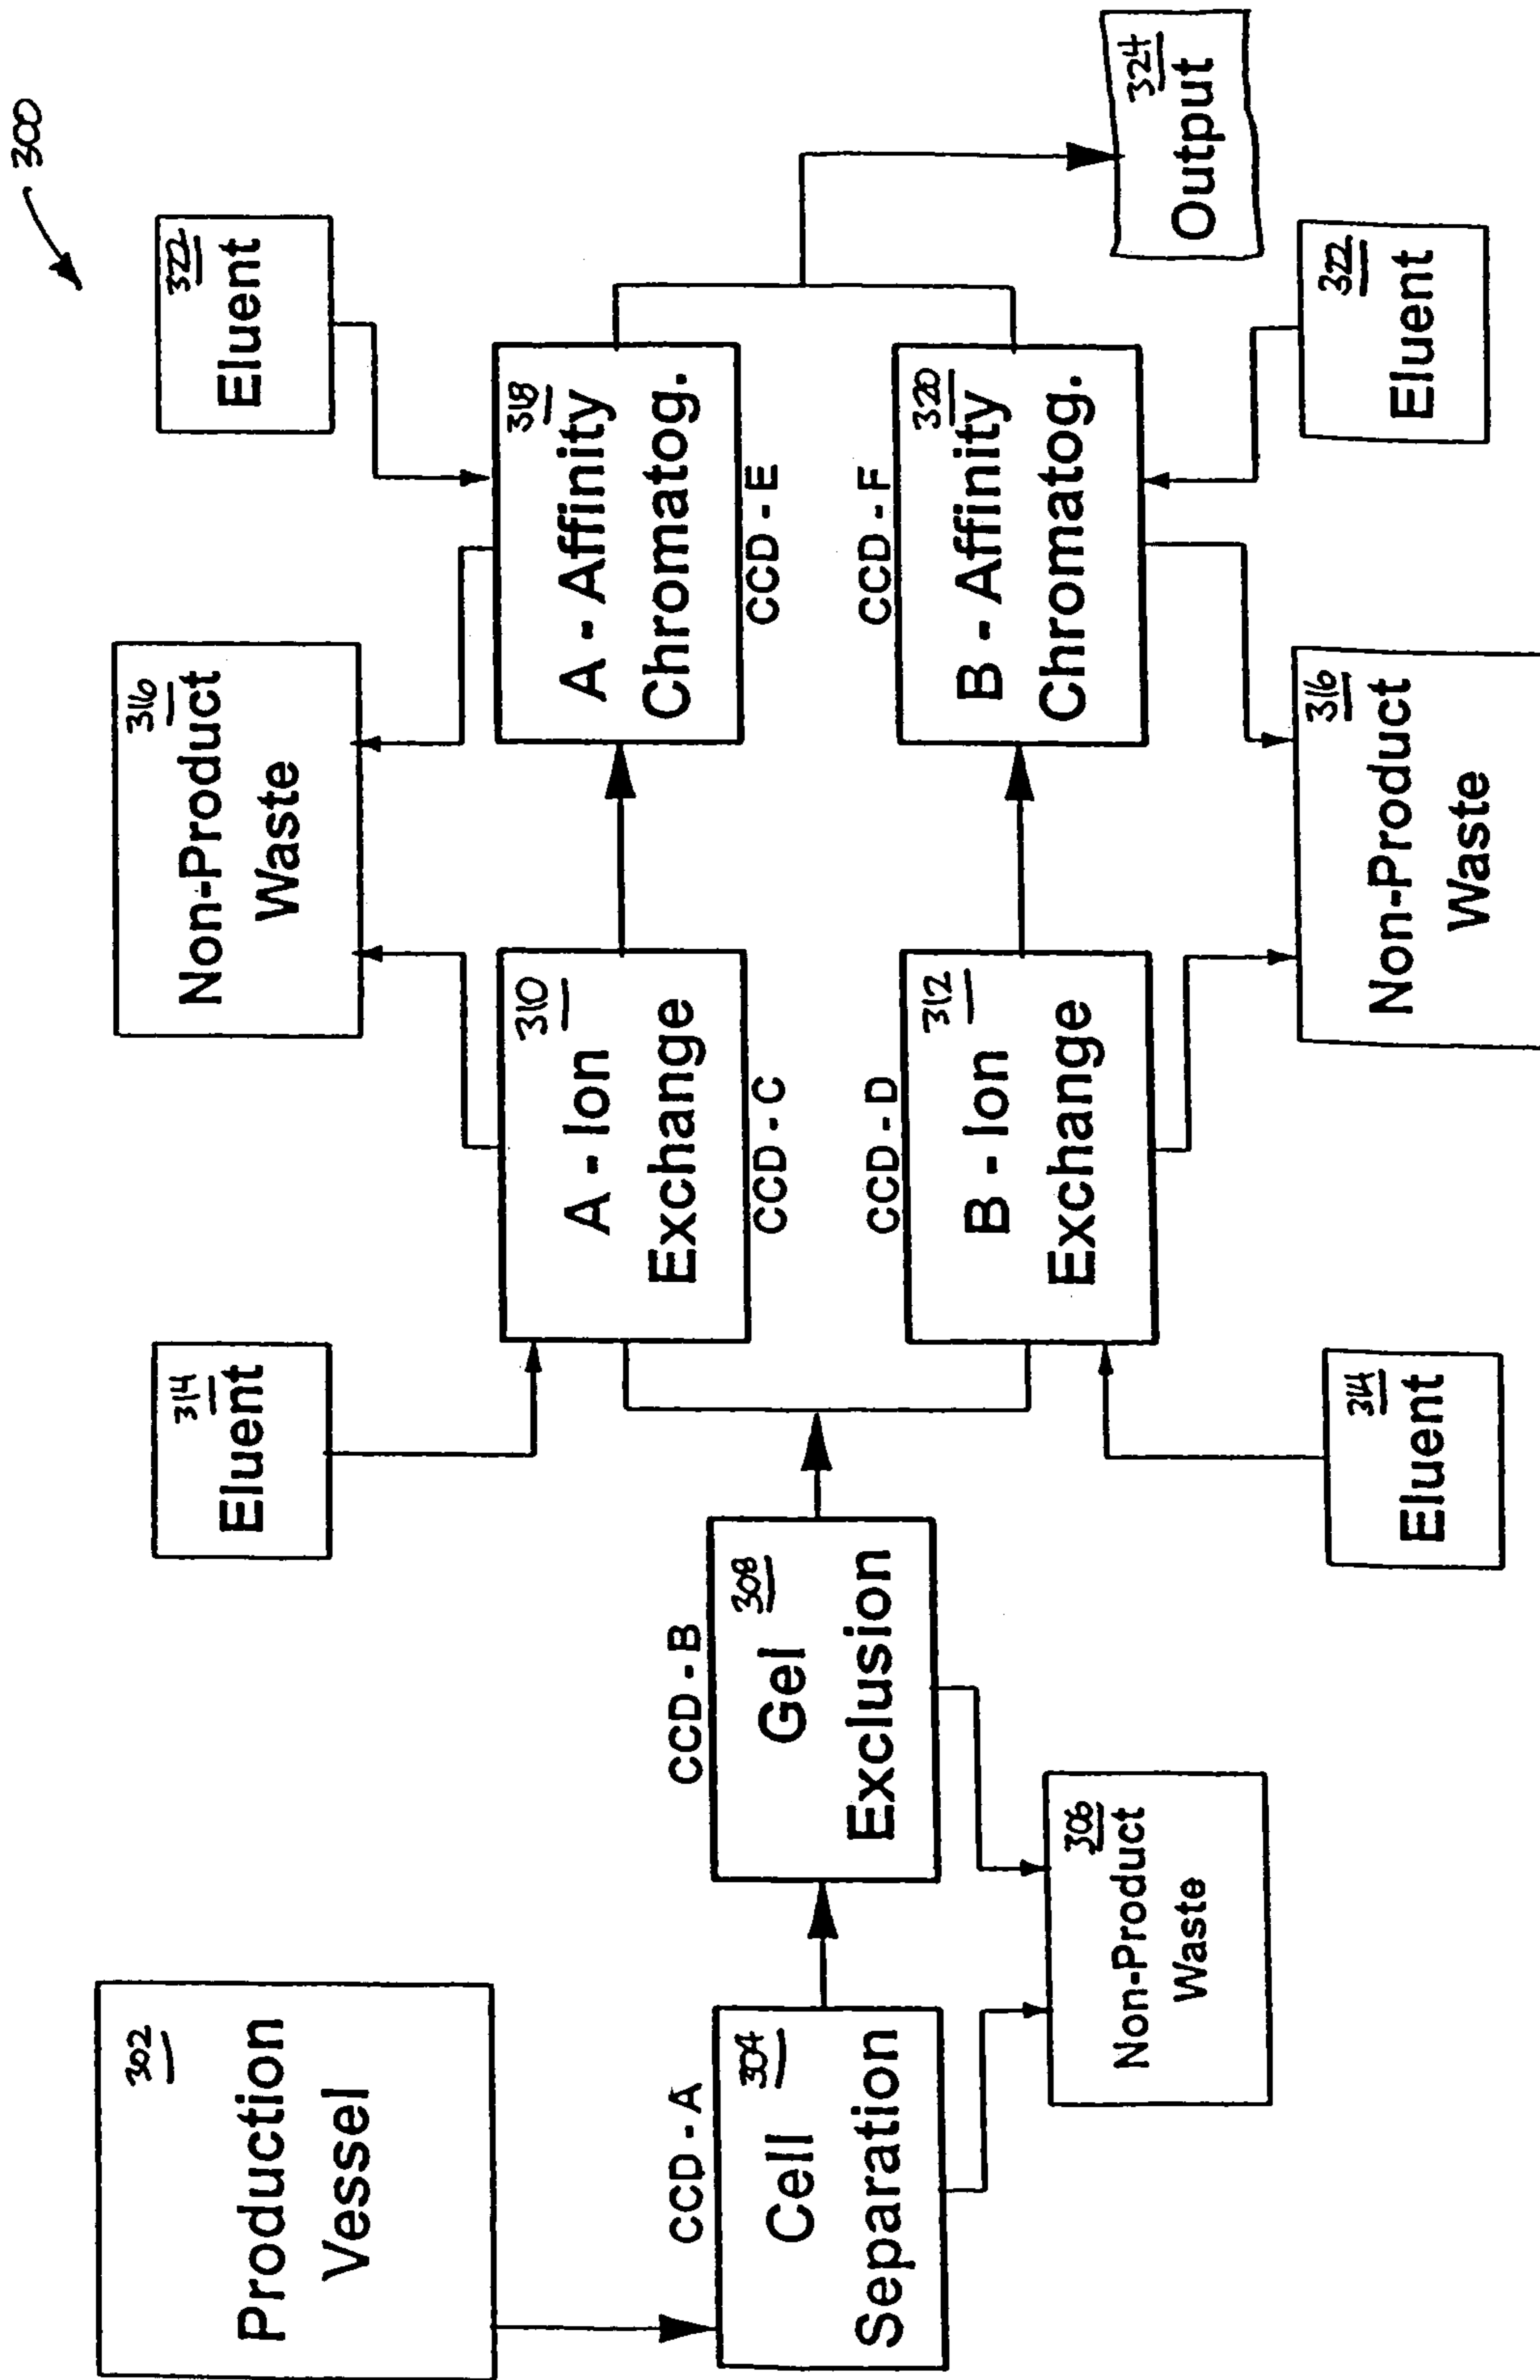 300
302
Production
Vessel
CCD - A
304
Cell
Separation
306
Non-Product
Waste
CCD - B
308
Gel
Exclusion
314
Eluent
310
A - Ion
Exchange
CCD - C
CCD - D
312
B - Ion
Exchange
314
Eluent
316
Non-Product
Waste
316
Non-Product
Waste
322
Eluent
318
A - Affinity
Chromatog.
CCD - E
CCD - F
320
B - Affinity
Chromatog.
322
Eluent
324
Output